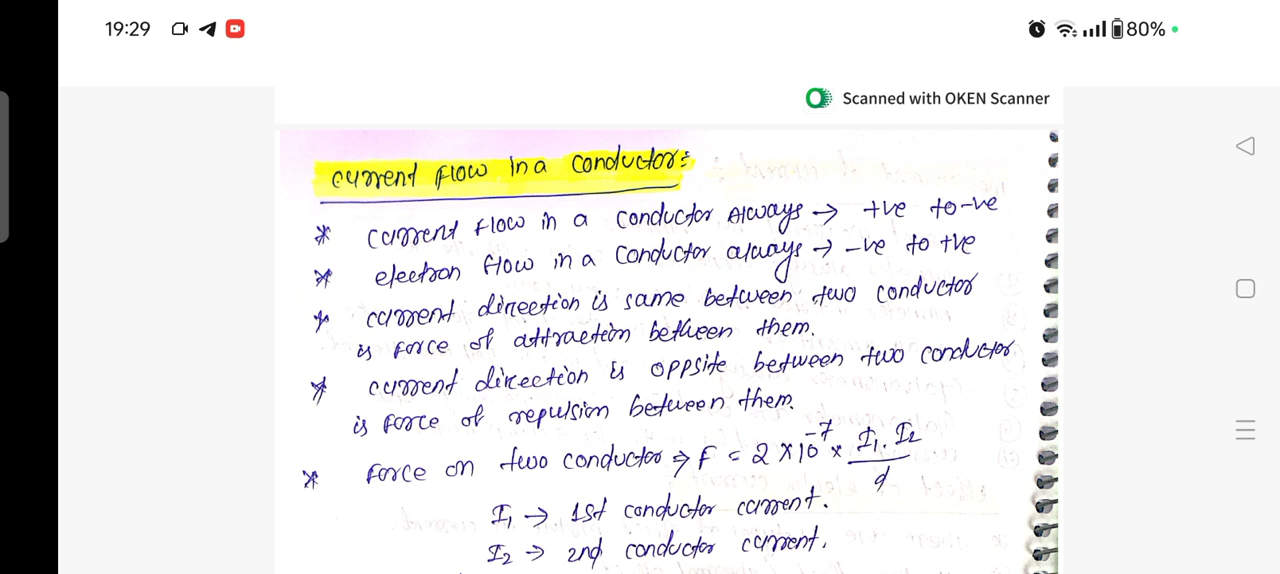 19:29
80%
Scanned with OKEN Scanner
current flow in a conductor:
* current flow in a conductor Always → +ve to -ve
* electron flow in a conductor always → -ve to +ve
* current direction is same between two conductor
is force of attraction between them.
* current direction is oppsite between two conductor
is force of repulsion between them.
* force on two conductor ⇒ F = 2 × 10⁻⁷ × I₁. I₂ / d
I₁ → 1st conductor current.
I₂ → 2nd conductor current.